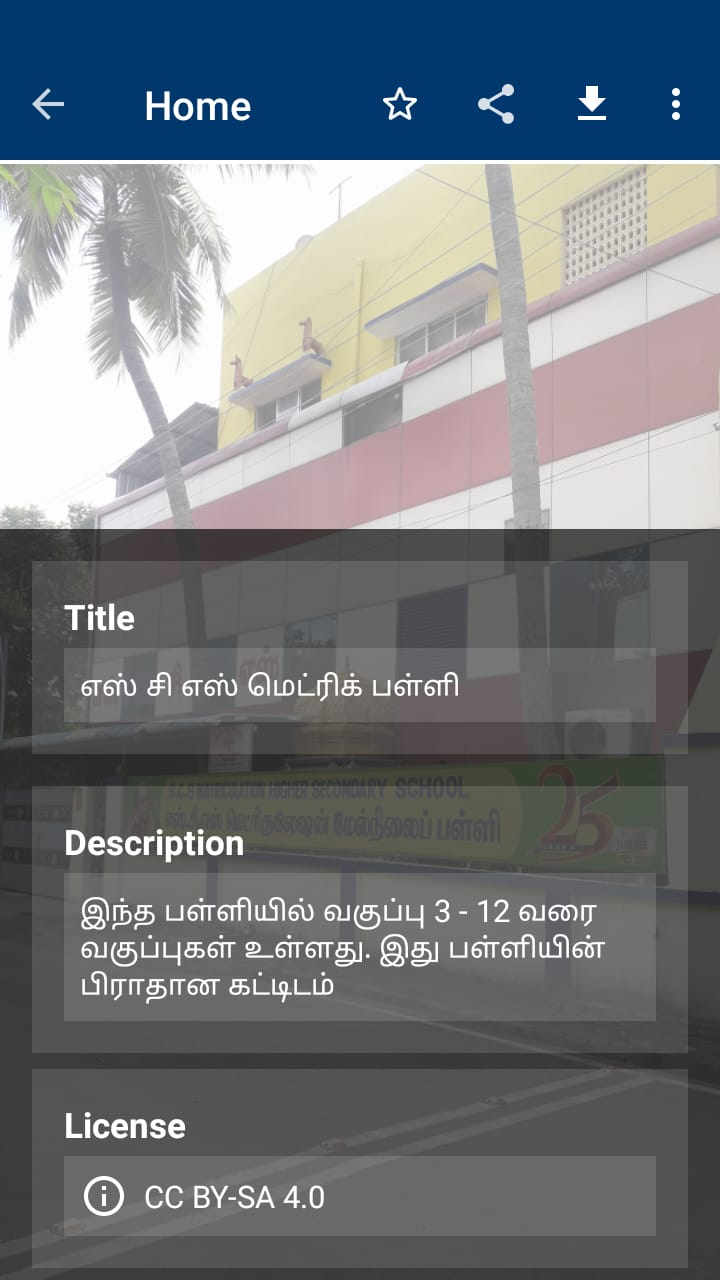 Home
Title
எஸ் சி எஸ் மெட்ரிக் பள்ளி
S.C.S MATRICULATION HIGHER SECONDARY SCHOOL
எஸ்.சி.எஸ் மெட்ரிகுலேஷன் மேல்நிலைப் பள்ளி
25
Description
இந்த பள்ளியில் வகுப்பு 3 - 12 வரை
வகுப்புகள் உள்ளது. இது பள்ளியின்
பிராதான கட்டிடம்
License
CC BY-SA 4.0